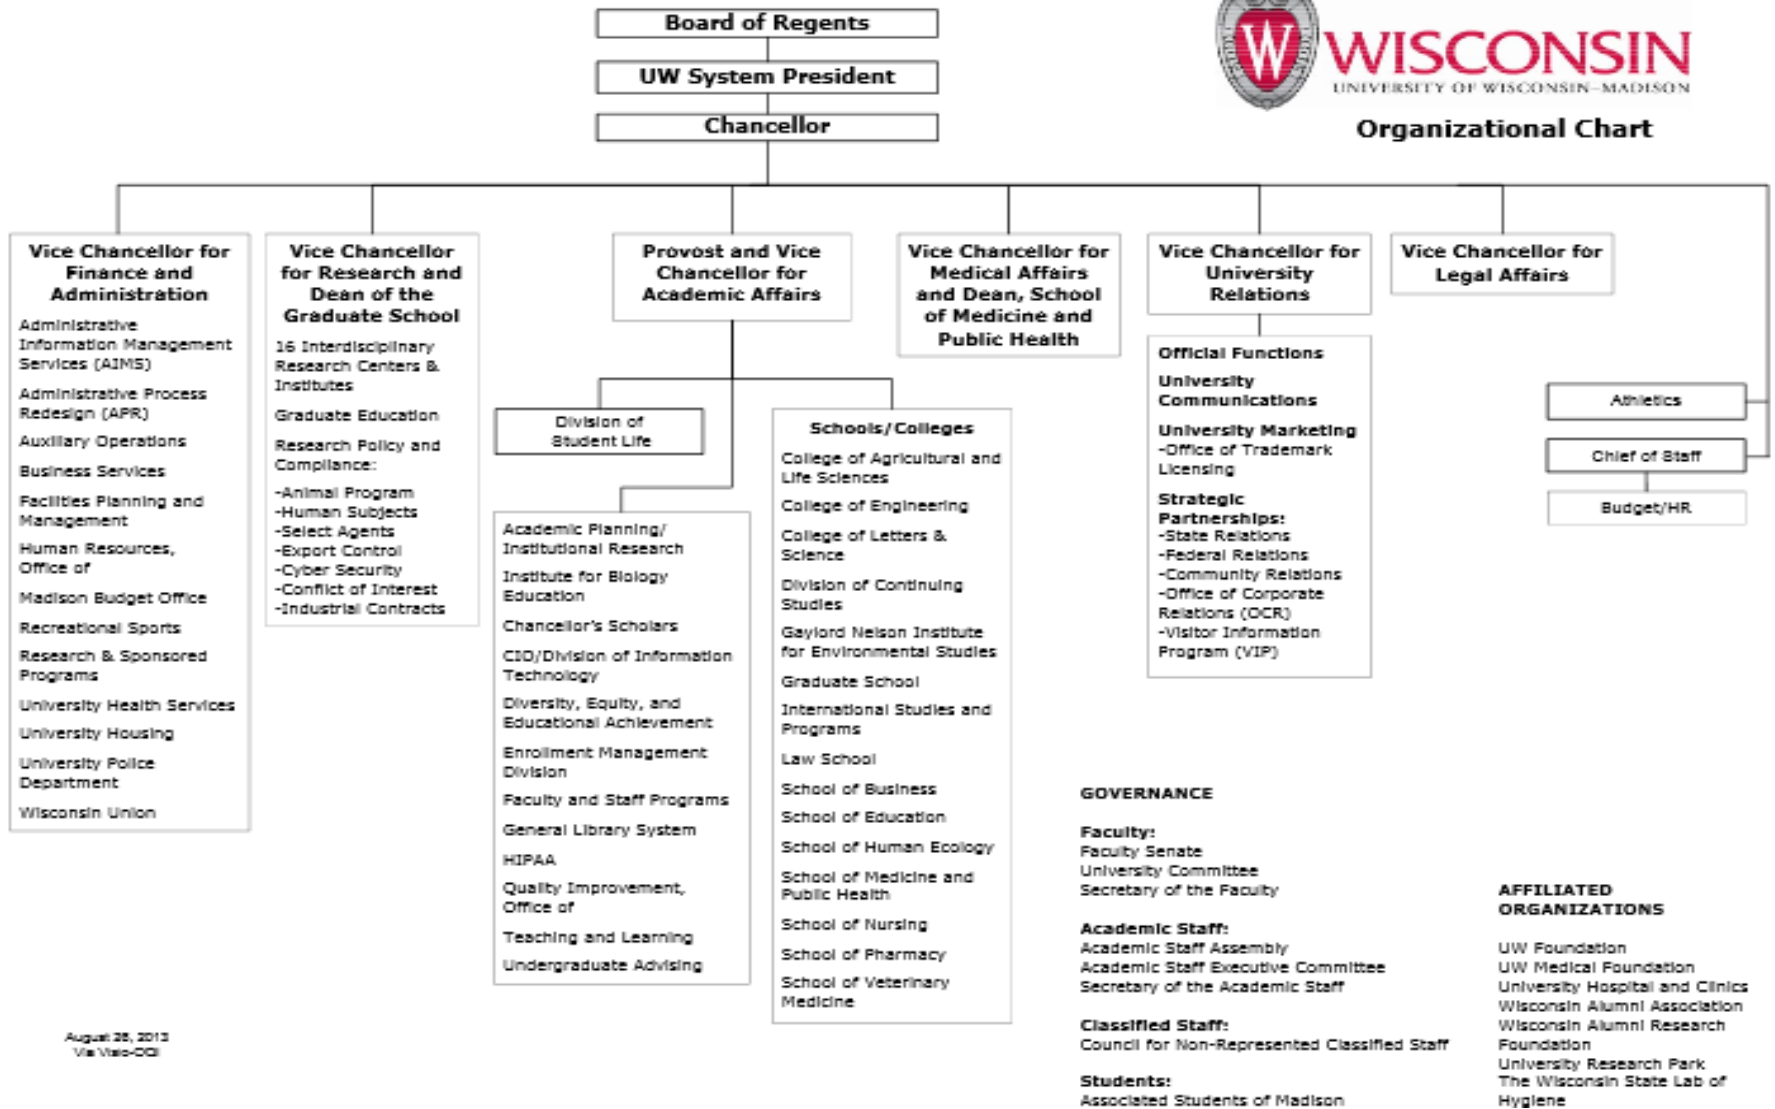 Board of Regents
UW System President
Chancellor
W
WISCONSIN
UNIVERSITY OF WISCONSIN–MADISON
Organizational Chart
Vice Chancellor for
Finance and
Administration
Administrative
Information Management
Services (AIMS)
Administrative Process
Redesign (APR)
Auxiliary Operations
Business Services
Facilities Planning and
Management
Human Resources,
Office of
Madison Budget Office
Recreational Sports
Research & Sponsored
Programs
University Health Services
University Housing
University Police
Department
Wisconsin Union
Vice Chancellor
for Research and
Dean of the
Graduate School
16 Interdisciplinary
Research Centers &
Institutes
Graduate Education
Research Policy and
Compliance:
-Animal Program
-Human Subjects
-Select Agents
-Export Control
-Cyber Security
-Conflict of Interest
-Industrial Contracts
Provost and Vice
Chancellor for
Academic Affairs
Division of
Student Life
Academic Planning/
Institutional Research
Institute for Biology
Education
Chancellor's Scholars
CIO/Division of Information
Technology
Diversity, Equity, and
Educational Achievement
Enrollment Management
Division
Faculty and Staff Programs
General Library System
HIPAA
Quality Improvement,
Office of
Teaching and Learning
Undergraduate Advising
Schools/Colleges
College of Agricultural and
Life Sciences
College of Engineering
College of Letters &
Science
Division of Continuing
Studies
Gaylord Nelson Institute
for Environmental Studies
Graduate School
International Studies and
Programs
Law School
School of Business
School of Education
School of Human Ecology
School of Medicine and
Public Health
School of Nursing
School of Pharmacy
School of Veterinary
Medicine
Vice Chancellor for
Medical Affairs
and Dean, School
of Medicine and
Public Health
Vice Chancellor for
University
Relations
Official Functions
University
Communications
University Marketing
-Office of Trademark
Licensing
Strategic
Partnerships:
-State Relations
-Federal Relations
-Community Relations
-Office of Corporate
Relations (OCR)
-Visitor Information
Program (VIP)
Vice Chancellor for
Legal Affairs
Athletics
Chief of Staff
Budget/HR
GOVERNANCE
Faculty:
Faculty Senate
University Committee
Secretary of the Faculty
Academic Staff:
Academic Staff Assembly
Academic Staff Executive Committee
Secretary of the Academic Staff
Classified Staff:
Council for Non-Represented Classified Staff
Students:
Associated Students of Madison
AFFILIATED
ORGANIZATIONS
UW Foundation
UW Medical Foundation
University Hospital and Clinics
Wisconsin Alumni Association
Wisconsin Alumni Research
Foundation
University Research Park
The Wisconsin State Lab of
Hygiene
August 28, 2013
Via Visio-